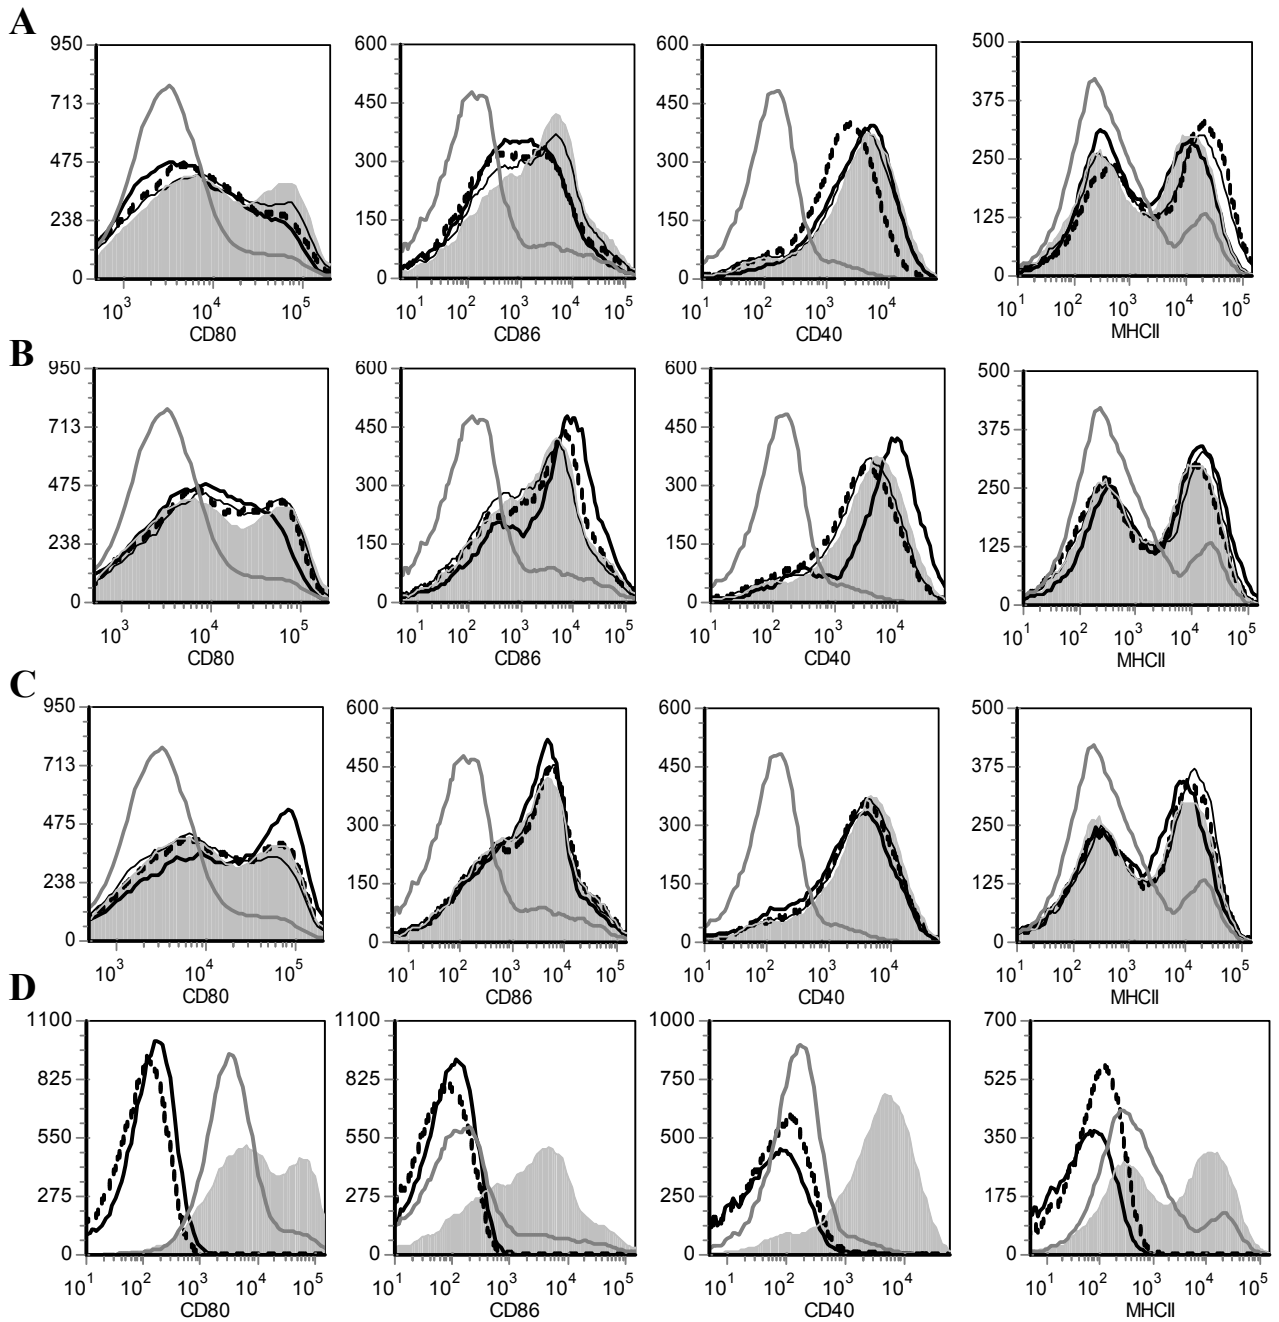 A
950 713 475 238 0
10³ 10⁴ 10⁵
CD80
600 450 300 150 0
10¹ 10² 10³ 10⁴ 10⁵
CD86
600 450 300 150 0
10¹ 10² 10³ 10⁴
CD40
500 375 250 125 0
10¹ 10² 10³ 10⁴ 10⁵
MHCII
B
950 713 475 238 0
10³ 10⁴ 10⁵
CD80
600 450 300 150 0
10¹ 10² 10³ 10⁴ 10⁵
CD86
600 450 300 150 0
10¹ 10² 10³ 10⁴
CD40
500 375 250 125 0
10¹ 10² 10³ 10⁴ 10⁵
MHCII
C
950 713 475 238 0
10³ 10⁴ 10⁵
CD80
600 450 300 150 0
10¹ 10² 10³ 10⁴ 10⁵
CD86
600 450 300 150 0
10¹ 10² 10³ 10⁴
CD40
500 375 250 125 0
10¹ 10² 10³ 10⁴ 10⁵
MHCII
D
1100 825 550 275 0
10¹ 10² 10³ 10⁴ 10⁵
CD80
1100 825 550 275 0
10¹ 10² 10³ 10⁴ 10⁵
CD86
1000 750 500 250 0
10¹ 10² 10³ 10⁴
CD40
700 525 350 175 0
10¹ 10² 10³ 10⁴ 10⁵
MHCII